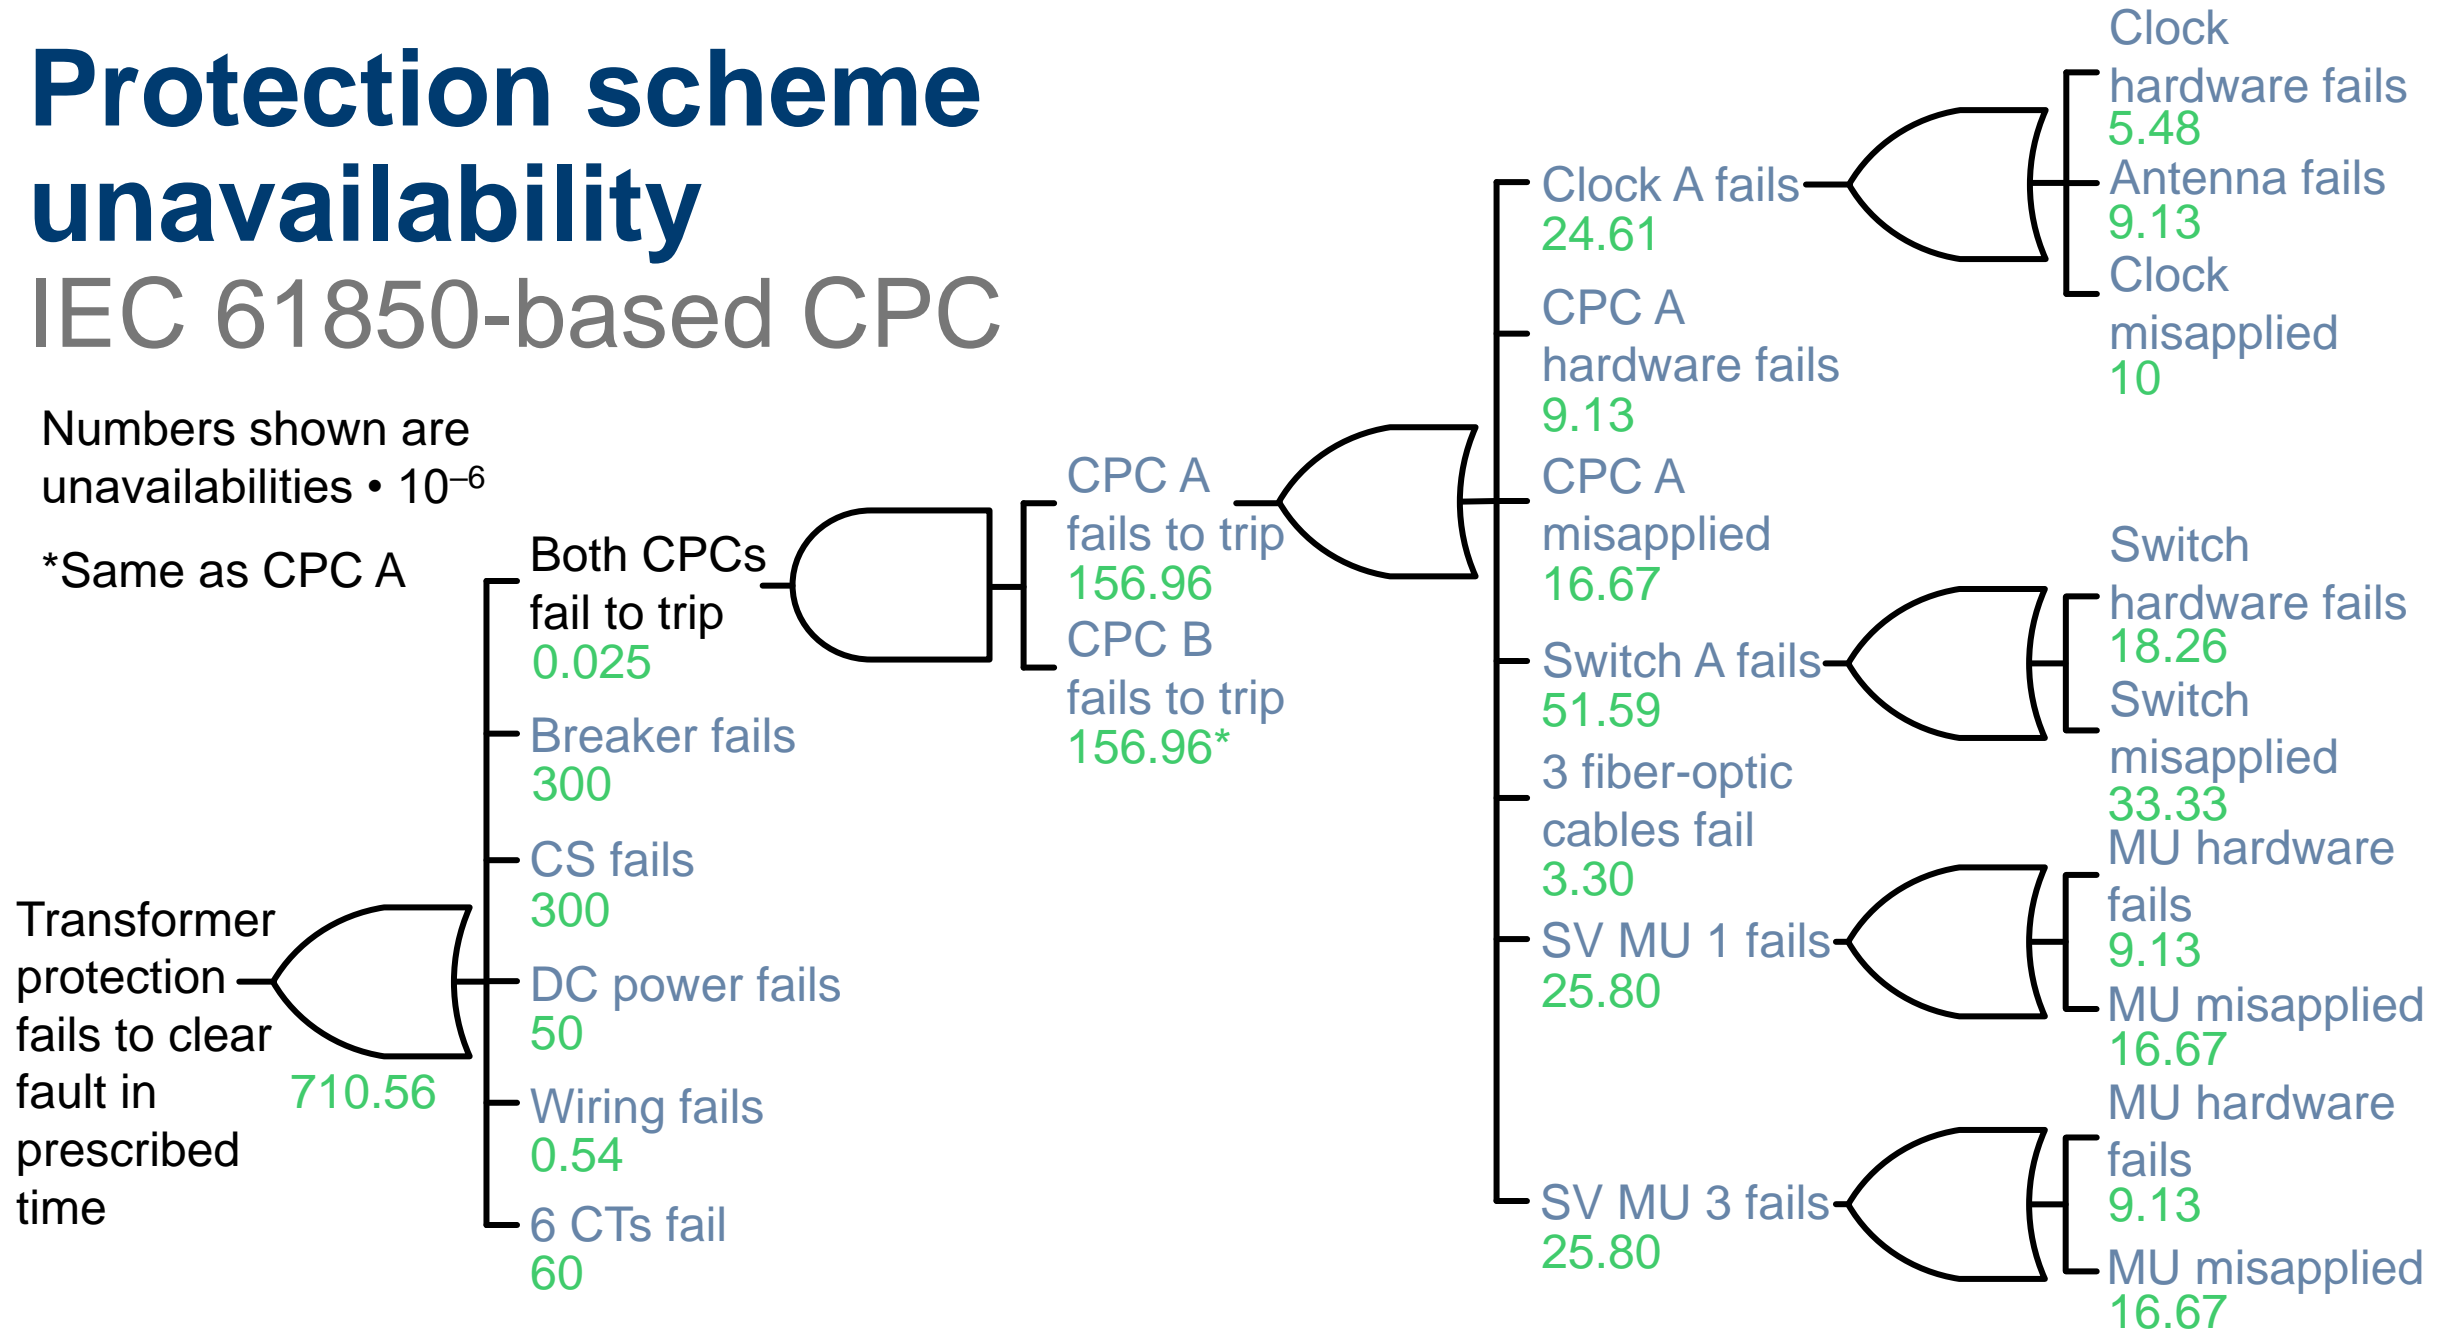 Protection scheme
unavailability
IEC 61850-based CPC
Numbers shown are
unavailabilities • 10⁻⁶
*Same as CPC A
Transformer
protection
fails to clear
fault in
prescribed
time
710.56
Both CPCs
fail to trip
0.025
Breaker fails
300
CS fails
300
DC power fails
50
Wiring fails
0.54
6 CTs fail
60
CPC A
fails to trip
156.96
CPC B
fails to trip
156.96*
Clock A fails
24.61
CPC A
hardware fails
9.13
CPC A
misapplied
16.67
Switch A fails
51.59
3 fiber-optic
cables fail
3.30
SV MU 1 fails
25.80
SV MU 3 fails
25.80
Clock
hardware fails
5.48
Antenna fails
9.13
Clock
misapplied
10
Switch
hardware fails
18.26
Switch
misapplied
33.33
MU hardware
fails
9.13
MU misapplied
16.67
MU hardware
fails
9.13
MU misapplied
16.67